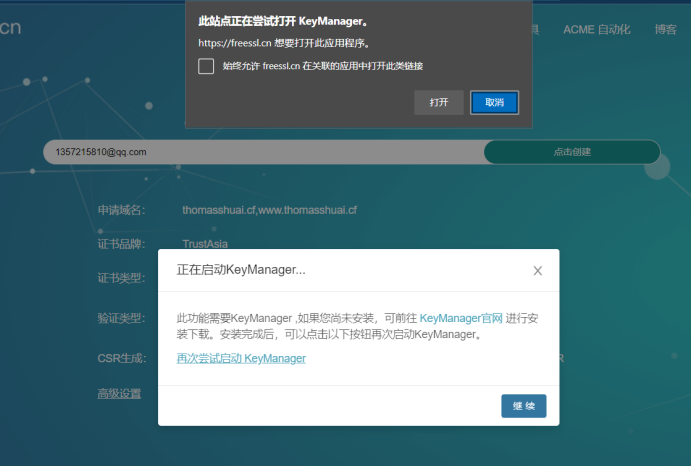 cn
此站点正在尝试打开 KeyManager。
https://freessl.cn 想要打开此应用程序。
始终允许 freessl.cn 在关联的应用中打开此类链接
打开
取消
具
ACME 自动化
博客
1357215810@qq.com
点击创建
申请域名:
thomasshuai.cf,www.thomasshuai.cf
证书品牌:
TrustAsia
证书类型:
验证类型:
CSR生成:
R
高级设置
正在启动KeyManager...
此功能需要KeyManager ,如果您尚未安装，可前往 KeyManager官网 进行安
装下载。安装完成后，可以点击以下按钮再次启动KeyManager。
再次尝试启动 KeyManager
继 续